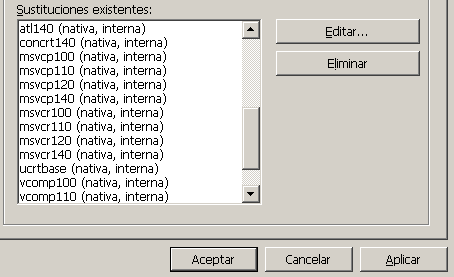 Sustituciones existentes:
atl140 (nativa, interna)
concrt140 (nativa, interna)
msvcp100 (nativa, interna)
msvcp110 (nativa, interna)
msvcp120 (nativa, interna)
msvcp140 (nativa, interna)
msvcr100 (nativa, interna)
msvcr110 (nativa, interna)
msvcr120 (nativa, interna)
msvcr140 (nativa, interna)
ucrtbase (nativa, interna)
vcomp100 (nativa, interna)
vcomp110 (nativa, interna)
Editar...
Eliminar
Aceptar
Cancelar
Aplicar